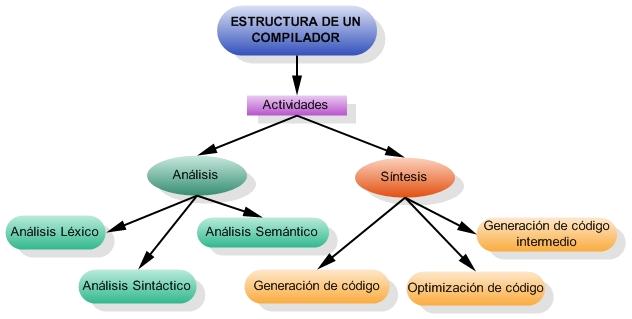 ESTRUCTURA DE UN
COMPILADOR
Actividades
Análisis
Síntesis
Análisis Léxico
Análisis Semántico
Generación de código
intermedio
Análisis Sintáctico
Generación de código
Optimización de código